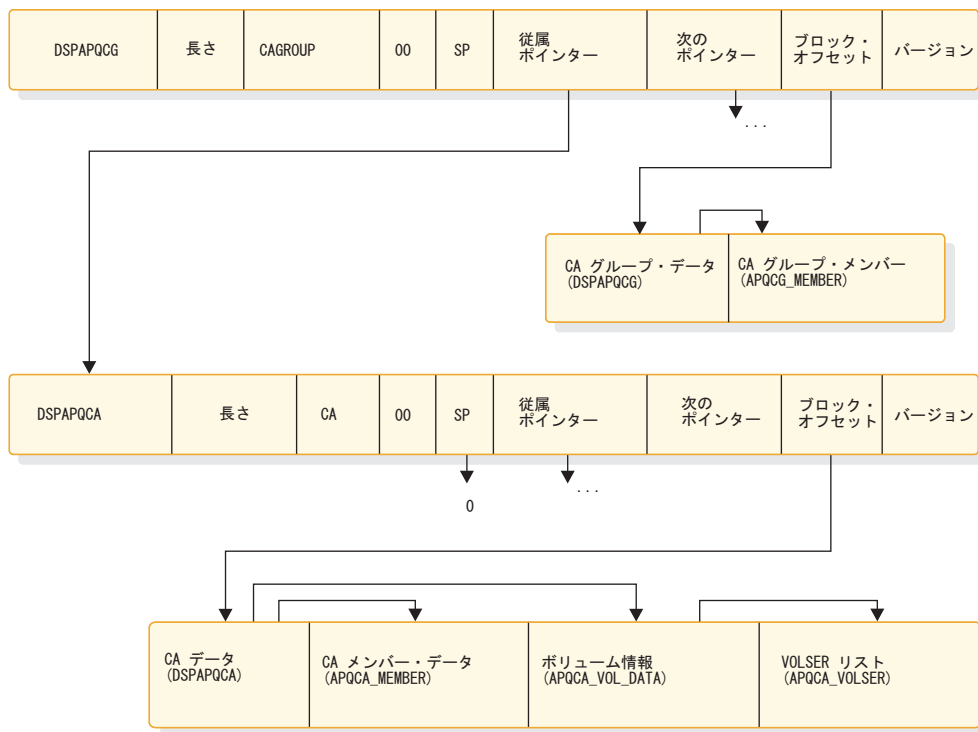 DSPAPQCG
長さ
CAGROUP
00
SP
従属
ポインター
次の
ポインター
ブロック・
オフセット
バージョン
...
CA グループ・データ
(DSPAPQCG)
CA グループ・メンバー
(APQCG_MEMBER)
DSPAPQCA
長さ
CA
00
SP
従属
ポインター
次の
ポインター
ブロック・
オフセット
バージョン
0
...
CA データ
(DSPAPQCA)
CA メンバー・データ
(APQCA_MEMBER)
ボリューム情報
(APQCA_VOL_DATA)
VOLSER リスト
(APQCA_VOLSER)